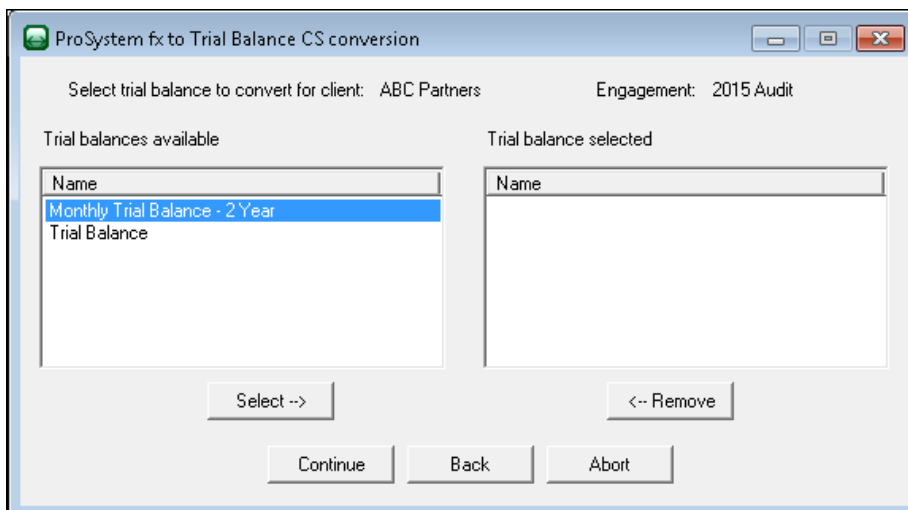 ProSystem fx to Trial Balance CS conversion
Select trial balance to convert for client: ABC Partners Engagement: 2015 Audit
Trial balances available Trial balance selected
Name Name
Monthly Trial Balance - 2 Year
Trial Balance
Select --> <-- Remove
Continue Back Abort